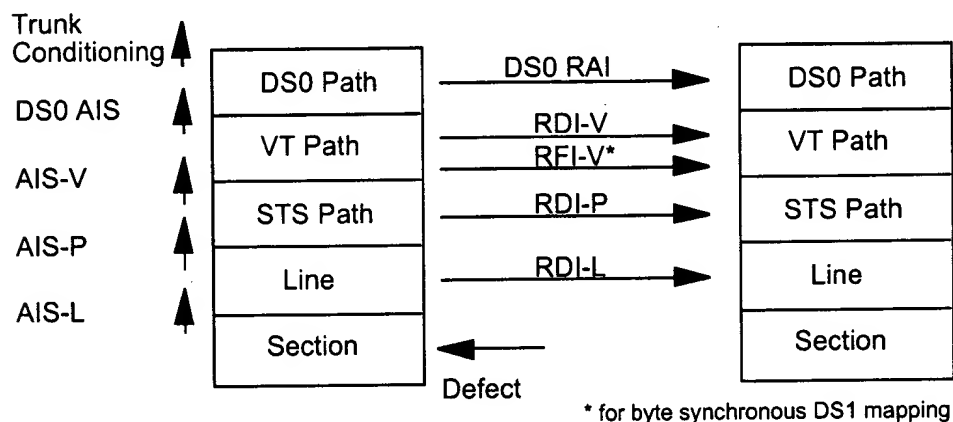 Trunk
Conditioning
DS0 Path
DS0 RAI
DS0 Path
DS0 AIS
VT Path
RDI-V
RFI-V*
VT Path
AIS-V
STS Path
RDI-P
STS Path
AIS-P
Line
RDI-L
Line
AIS-L
Section
Section
Defect
* for byte synchronous DS1 mapping